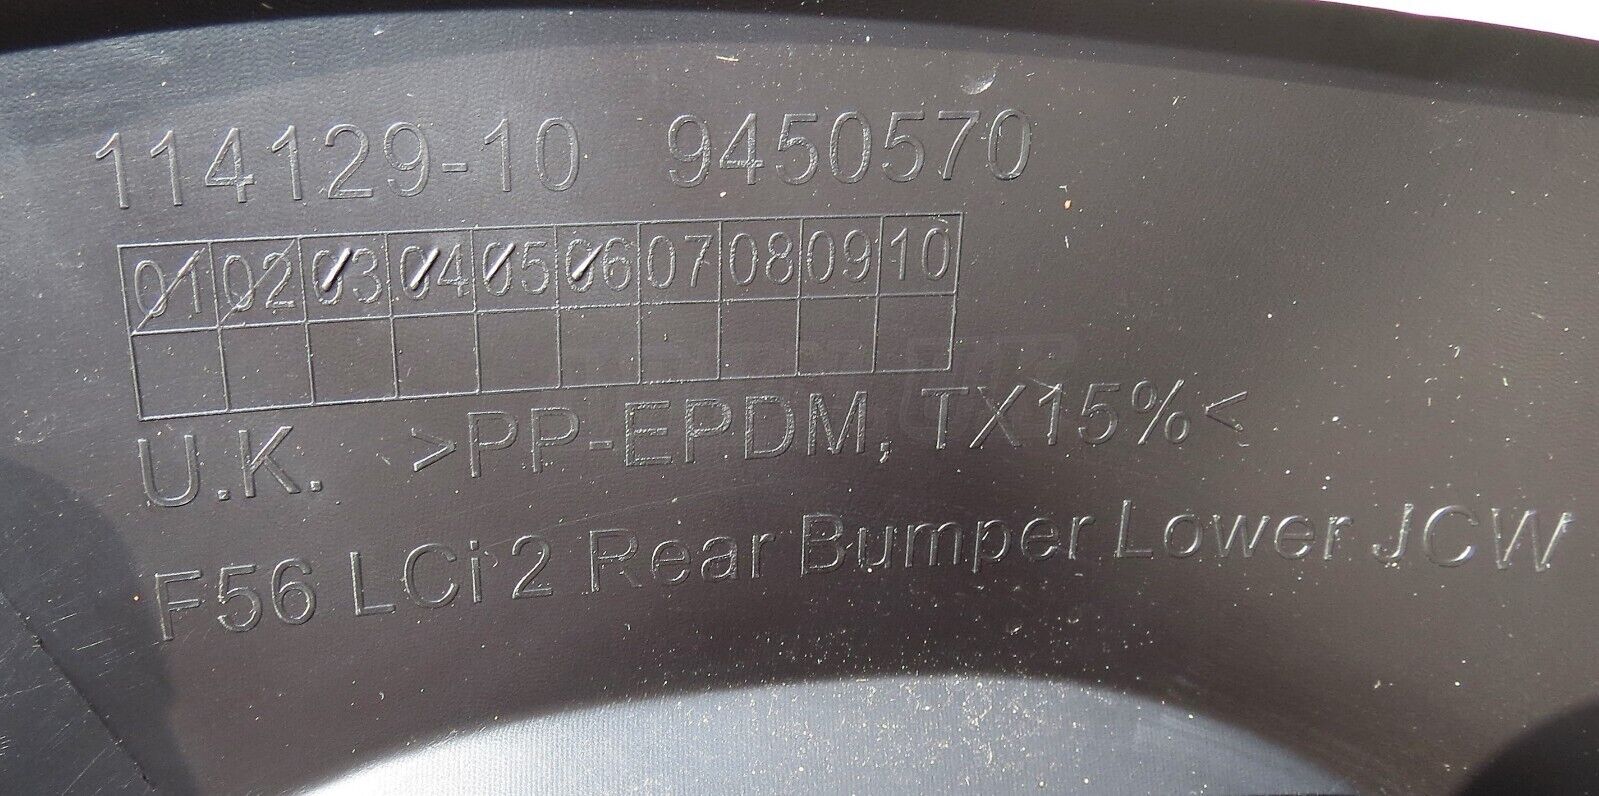 114129-10 9450570
01 02 03 04 05 06 07 08 09 10
U.K. >PP-EPDM, TX15%<
F56 LCi 2 Rear Bumper Lower JCW